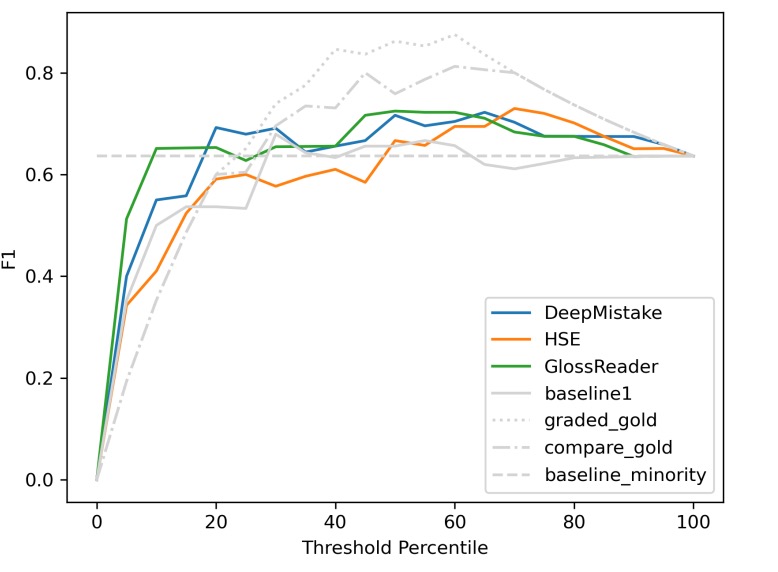 0.8
0.6
0.4
0.2
0.0
F1
0
20
40
60
80
100
Threshold Percentile
DeepMistake
HSE
GlossReader
baseline1
graded_gold
compare_gold
baseline_minority